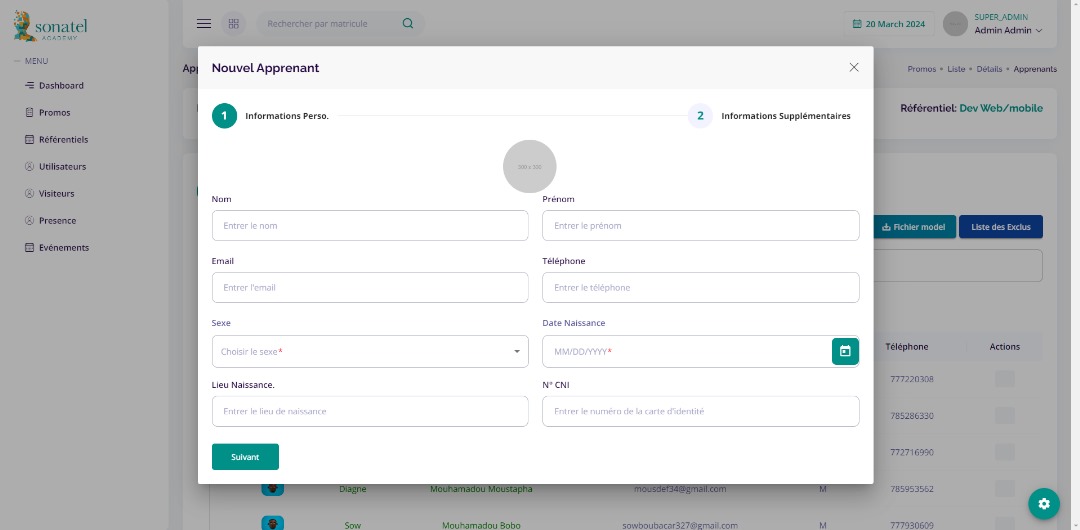 sonatel
ACADEMY
MENU
Dashboard
Promos
Référentiels
Utilisateurs
Visiteurs
Presence
Evénements
Rechercher par matricule
20 March 2024
SUPER_ADMIN
Admin Admin
Promos • Liste • Détails • Apprenants
Référentiel: Dev Web/mobile
Fichier model
Liste des Exclus
Nouvel Apprenant
1 Informations Perso.
2 Informations Supplémentaires
Nom
Prénom
Entrer le nom
Entrer le prénom
Email
Téléphone
Entrer l'email
Entrer le téléphone
Sexe
Date Naissance
Choisir le sexe*
MM/DD/YYYY*
Lieu Naissance.
N° CNI
Entrer le lieu de naissance
Entrer le numéro de la carte d'identité
Suivant
Téléphone
Actions
777220308
785286330
772716990
Diagne
Mouhamadou Moustapha
mousdef34@gmail.com
M
785953562
Sow
Mouhamadou Bobo
sowboubacar327@gmail.com
M
777930609